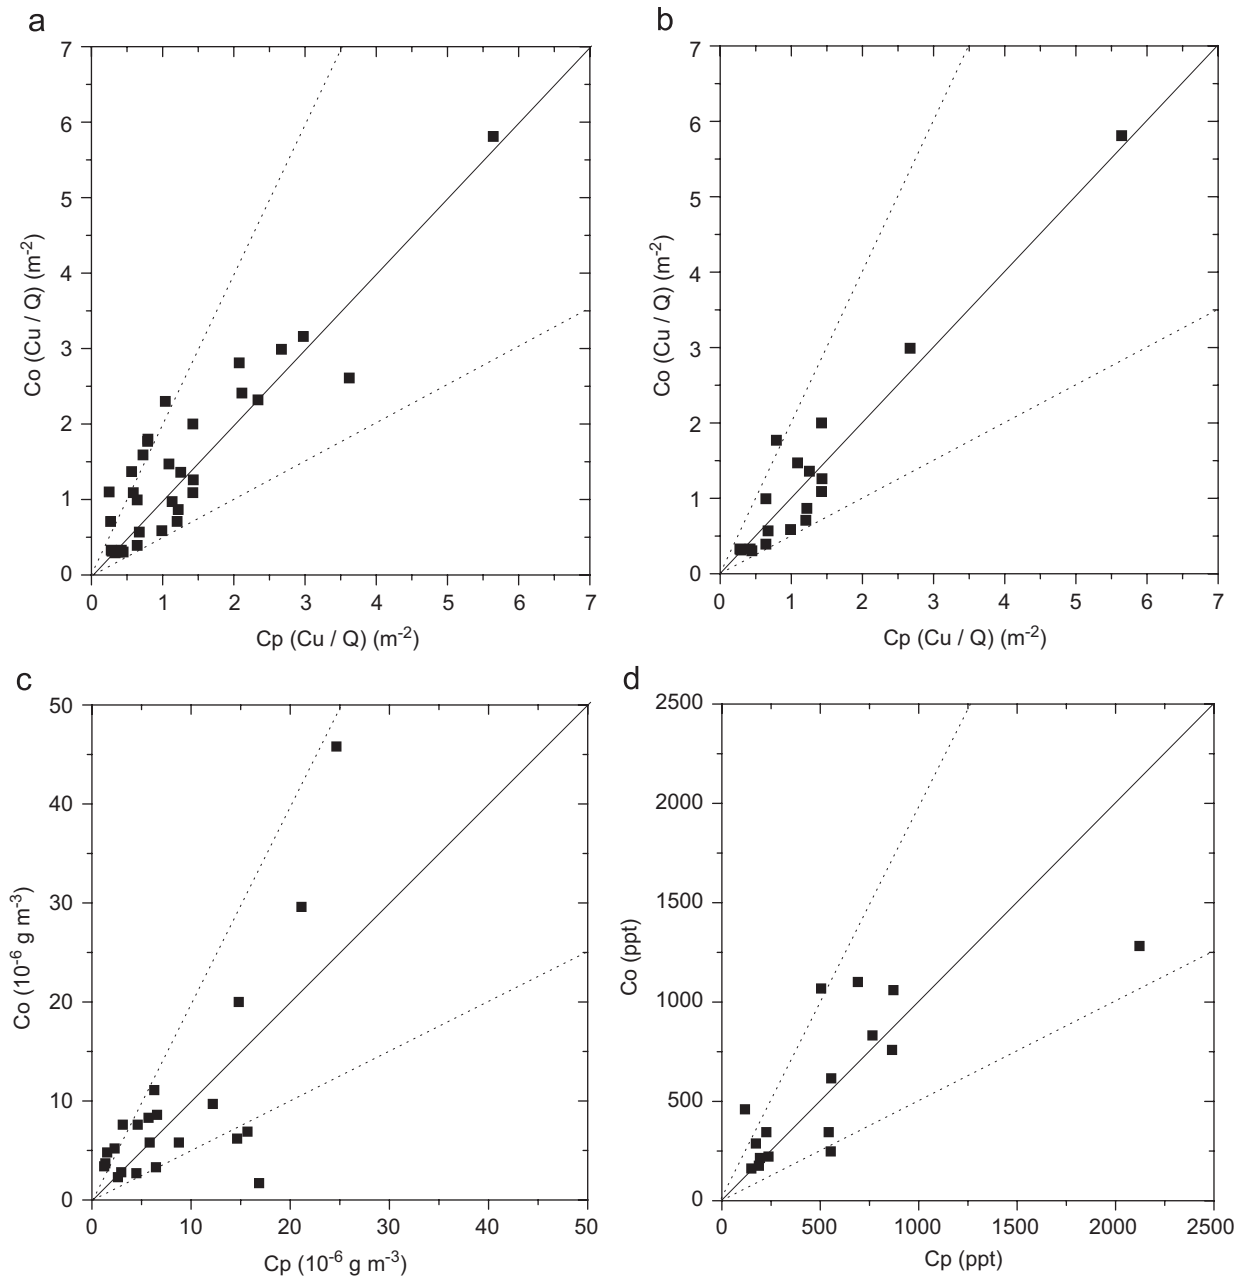 a
7
6
5
4
3
2
1
0
Co (Cu / Q) (m-2)
0 1 2 3 4 5 6 7
Cp (Cu / Q) (m-2)
b
7
6
5
4
3
2
1
0
Co (Cu / Q) (m-2)
0 1 2 3 4 5 6 7
Cp (Cu / Q) (m-2)
c
50
40
30
20
10
0
Co (10-6 g m-3)
0 10 20 30 40 50
Cp (10-6 g m-3)
d
2500
2000
1500
1000
500
0
Co (ppt)
0 500 1000 1500 2000 2500
Cp (ppt)